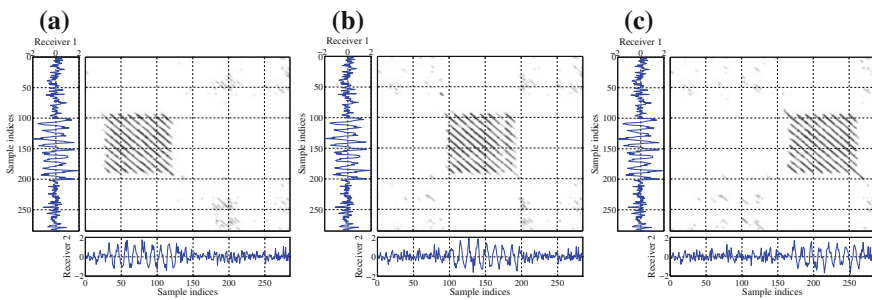 (a)
Receiver 1
−2 0 2
0
50
100
150
200
250
Sample indices
2
0
−2
Receiver 2
0 50 100 150 200 250
Sample indices
(b)
Receiver 1
−2 0 2
0
50
100
150
200
250
Sample indices
2
0
−2
Receiver 2
0 50 100 150 200 250
Sample indices
(c)
Receiver 1
−2 0 2
0
50
100
150
200
250
Sample indices
2
0
−2
Receiver 2
0 50 100 150 200 250
Sample indices